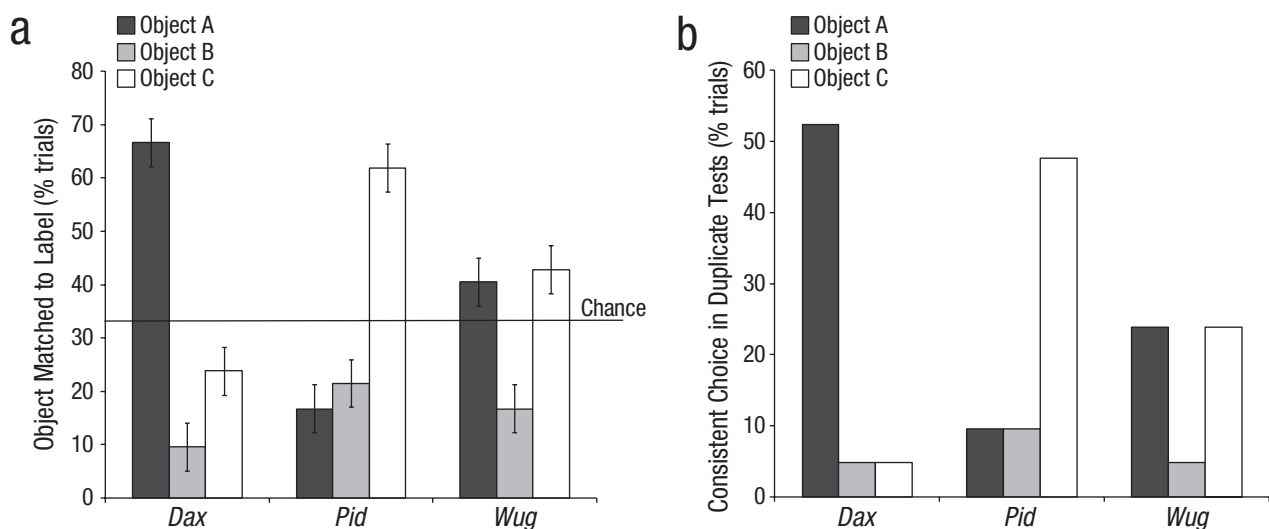 a
Object A
Object B
Object C
Object Matched to Label (% trials)
80
70
60
50
40
30
20
10
0
Chance
Dax
Pid
Wug
b
Object A
Object B
Object C
Consistent Choice in Duplicate Tests (% trials)
60
50
40
30
20
10
0
Dax
Pid
Wug